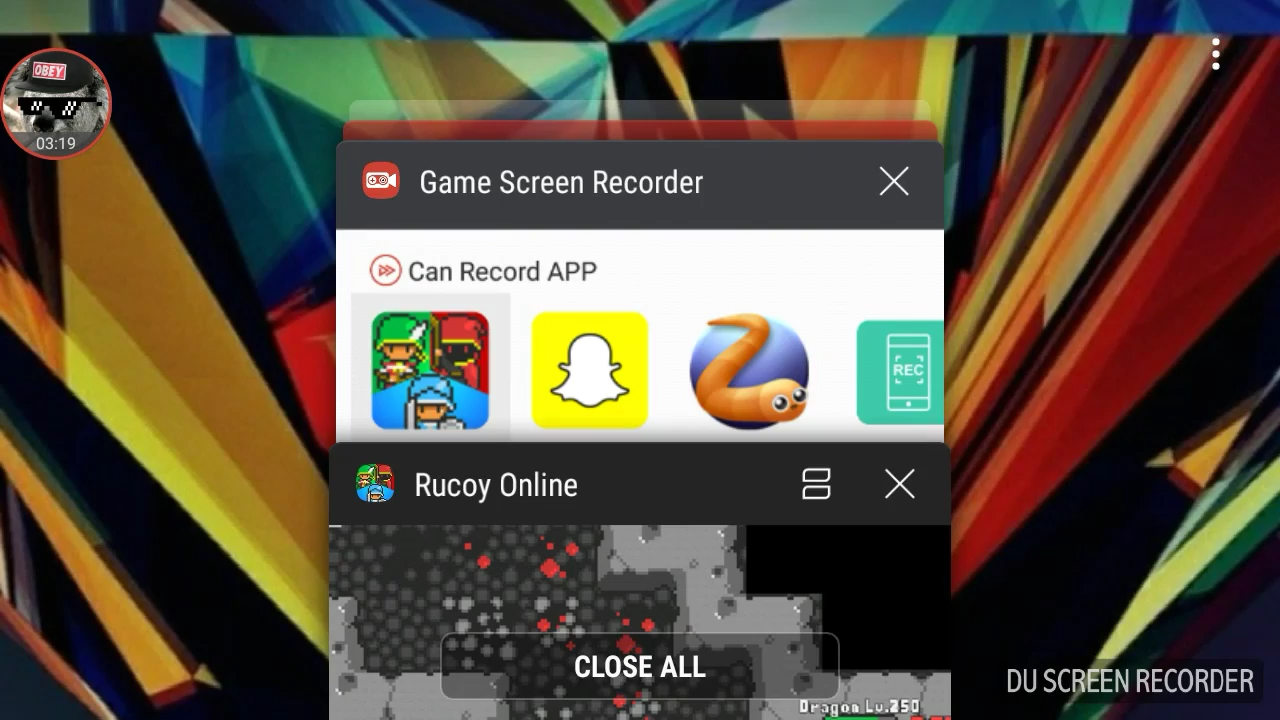 OBEY
03:19
Game Screen Recorder
Can Record APP
REC
Rucoy Online
CLOSE ALL
Dragon Lv.250
DU SCREEN RECORDER